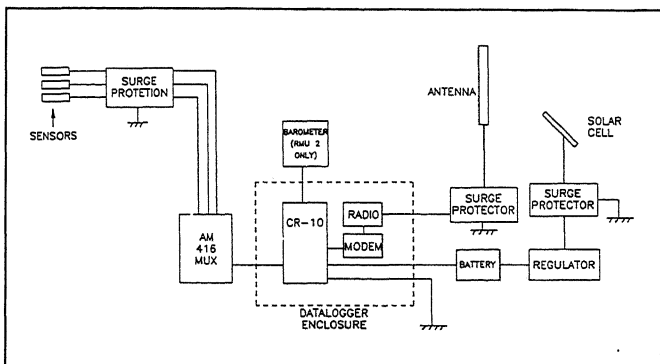 SURGE
PROTETION
SENSORS
ANTENNA
SOLAR
CELL
BAROMETER
(RMU 2
ONLY)
AM
416
MUX
CR-10
RADIO
MODEM
SURGE
PROTECTOR
SURGE
PROTECTOR
BATTERY
REGULATOR
DATALOGGER
ENCLOSURE